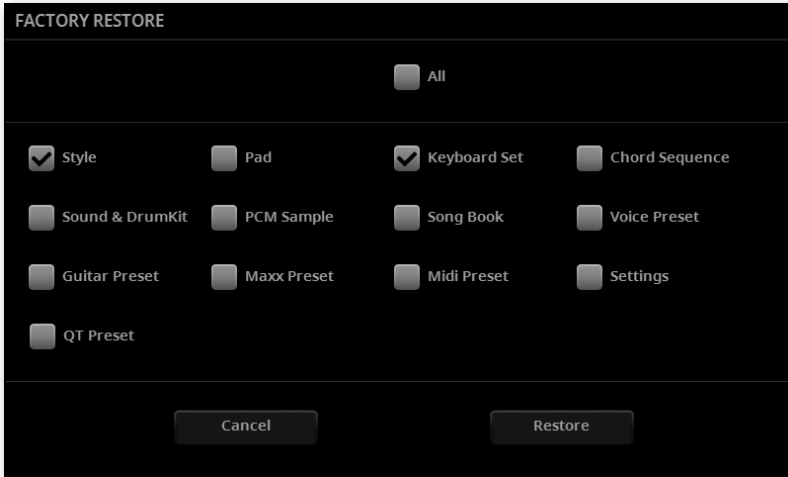 FACTORY RESTORE
All
Style Pad Keyboard Set Chord Sequence
Sound & DrumKit PCM Sample Song Book Voice Preset
Guitar Preset Maxx Preset Midi Preset Settings
QT Preset
Cancel Restore